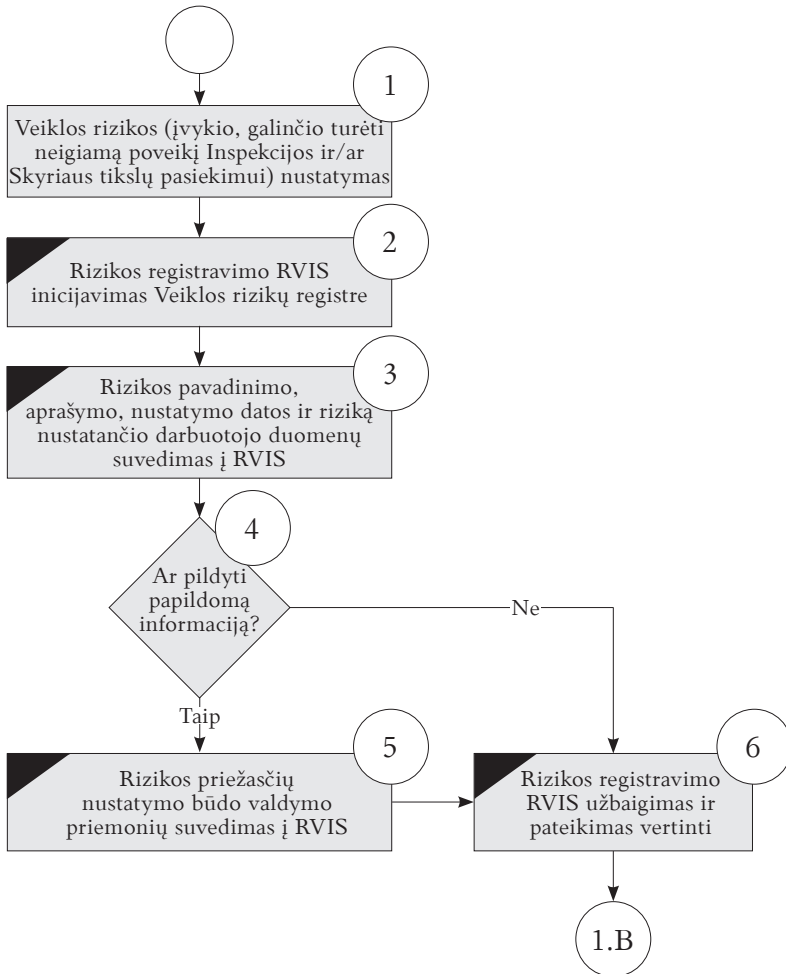 1
Veiklos rizikos (įvykio, galinčio turėti
neigiamą poveikį Inspekcijos ir/ar
Skyriaus tikslų pasiekimui) nustatymas
2
Rizikos registravimo RVIS
inicijavimas Veiklos rizikų registre
3
Rizikos pavadinimo,
aprašymo, nustatymo datos ir riziką
nustatančio darbuotojo duomenų
suvedimas į RVIS
4
Ar pildyti
papildomą
informaciją?
Ne
Taip
5
Rizikos priežasčių
nustatymo būdo valdymo
priemonių suvedimas į RVIS
6
Rizikos registravimo
RVIS užbaigimas ir
pateikimas vertinti
1.B